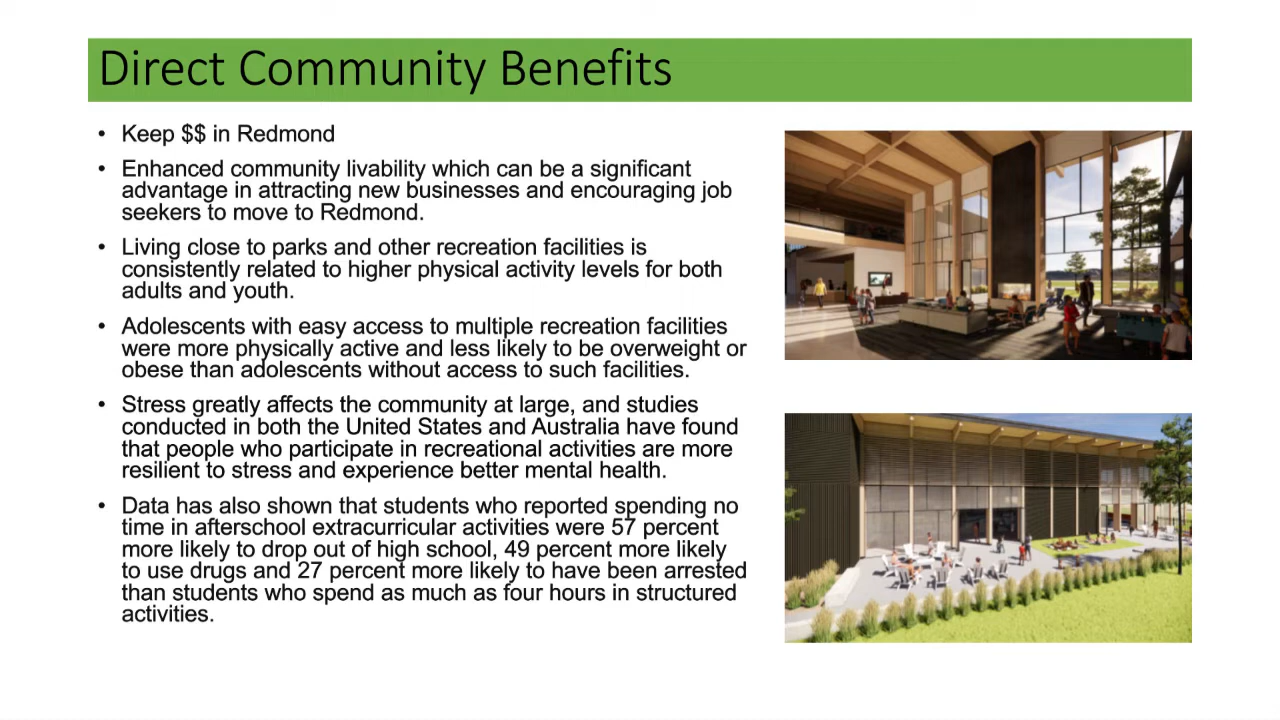 Direct Community Benefits
• Keep $$ in Redmond
• Enhanced community livability which can be a significant
advantage in attracting new businesses and encouraging job
seekers to move to Redmond.
• Living close to parks and other recreation facilities is
consistently related to higher physical activity levels for both
adults and youth.
• Adolescents with easy access to multiple recreation facilities
were more physically active and less likely to be overweight or
obese than adolescents without access to such facilities.
• Stress greatly affects the community at large, and studies
conducted in both the United States and Australia have found
that people who participate in recreational activities are more
resilient to stress and experience better mental health.
• Data has also shown that students who reported spending no
time in afterschool extracurricular activities were 57 percent
more likely to drop out of high school, 49 percent more likely
to use drugs and 27 percent more likely to have been arrested
than students who spend as much as four hours in structured
activities.